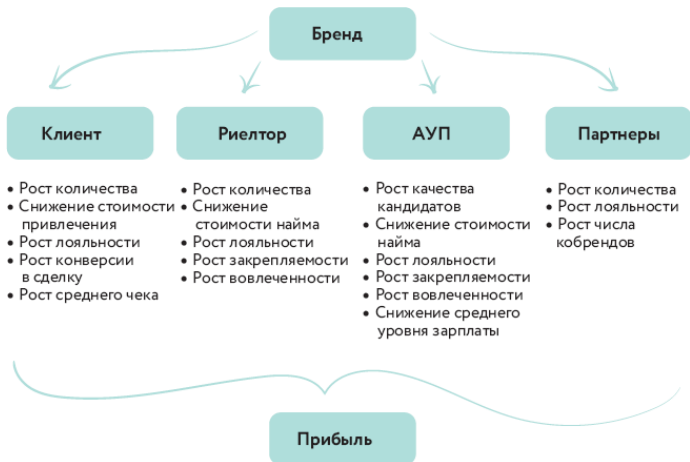 Бренд
Клиент
• Рост количества
• Снижение стоимости
привлечения
• Рост лояльности
• Рост конверсии
в сделку
• Рост среднего чека
Риелтор
• Рост количества
• Снижение
стоимости найма
• Рост лояльности
• Рост закрепляемости
• Рост вовлеченности
АУП
• Рост качества
кандидатов
• Снижение стоимости
найма
• Рост лояльности
• Рост закрепляемости
• Рост вовлеченности
• Снижение среднего
уровня зарплаты
Партнеры
• Рост количества
• Рост лояльности
• Рост числа
кобрендов
Прибыль